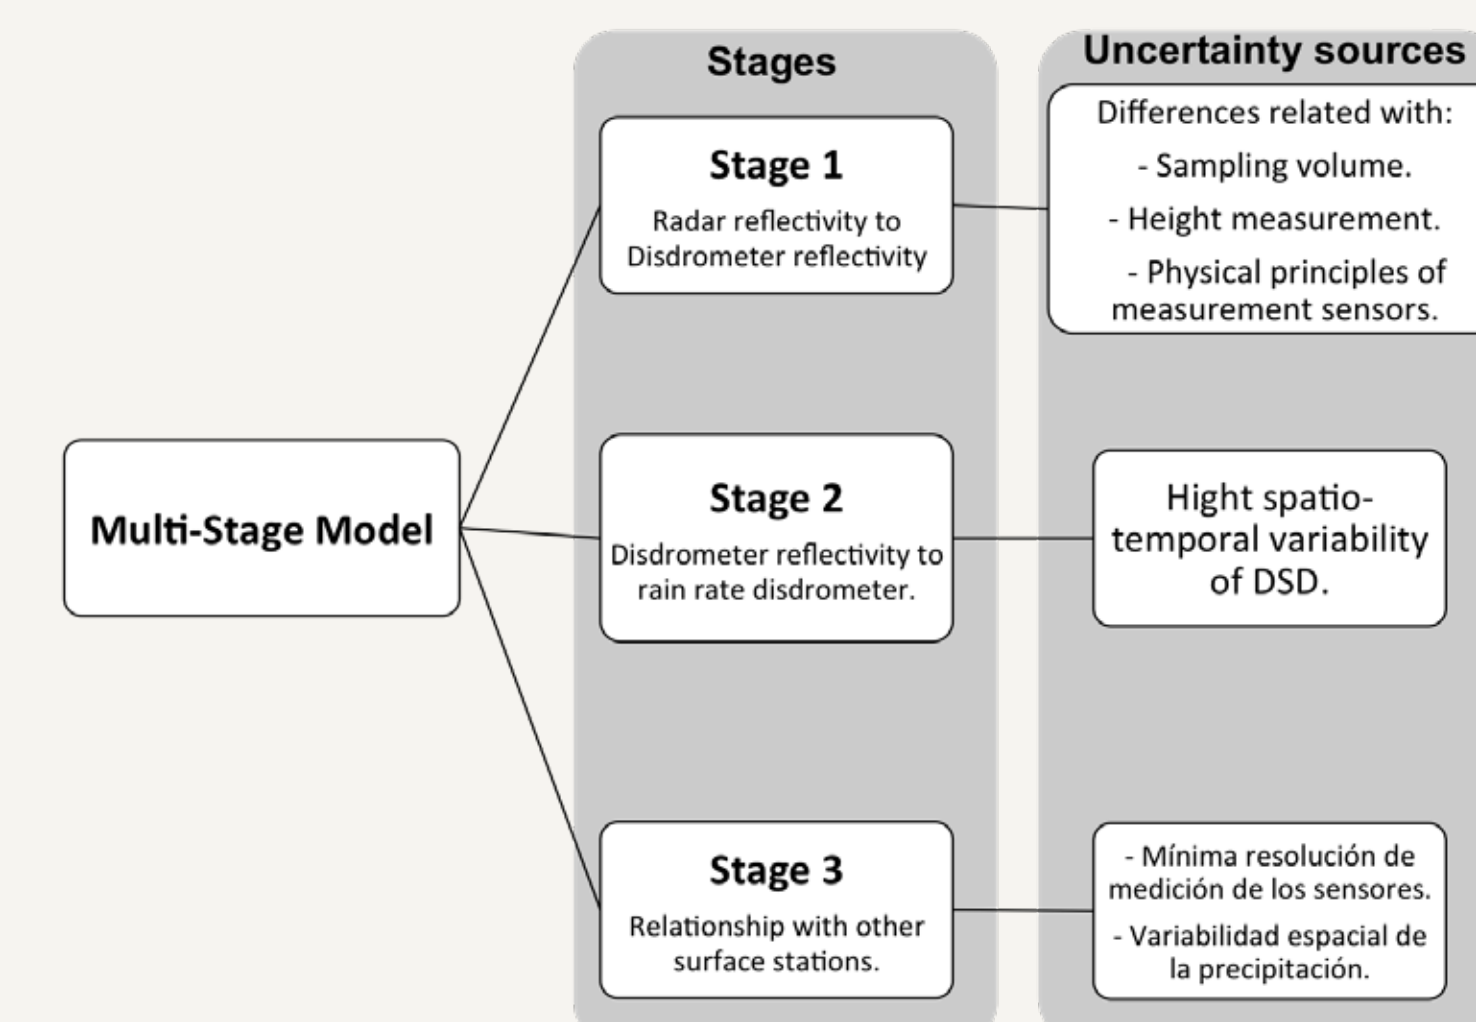 Stages
Uncertainty sources
Multi-Stage Model
Stage 1
Radar reflectivity to
Disdrometer reflectivity
Differences related with:
- Sampling volume.
- Height measurement.
- Physical principles of
measurement sensors.
Stage 2
Disdrometer reflectivity to
rain rate disdrometer.
Hight spatio-
temporal variability
of DSD.
Stage 3
Relationship with other
surface stations.
- Mínima resolución de
medición de los sensores.
- Variabilidad espacial de
la precipitación.